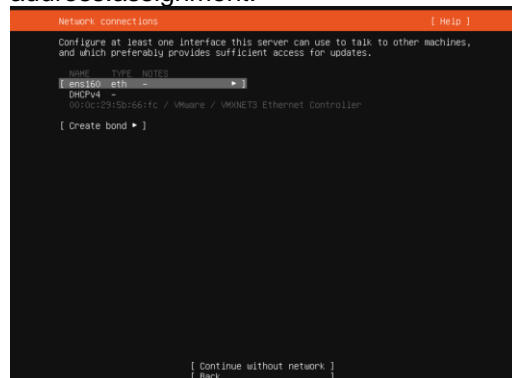 address.assignment.
Network connections [ Help ]
Configure at least one interface this server can use to talk to other machines,
and which preferably provides sufficient access for updates.
NAME TYPE NOTES
[ ens160 eth - ▸ ]
DHCPv4 -
00:0c:29:5b:66:fc / VMware / VMXNET3 Ethernet Controller
[ Create bond ▸ ]
[ Continue without network ]
[ Back ]